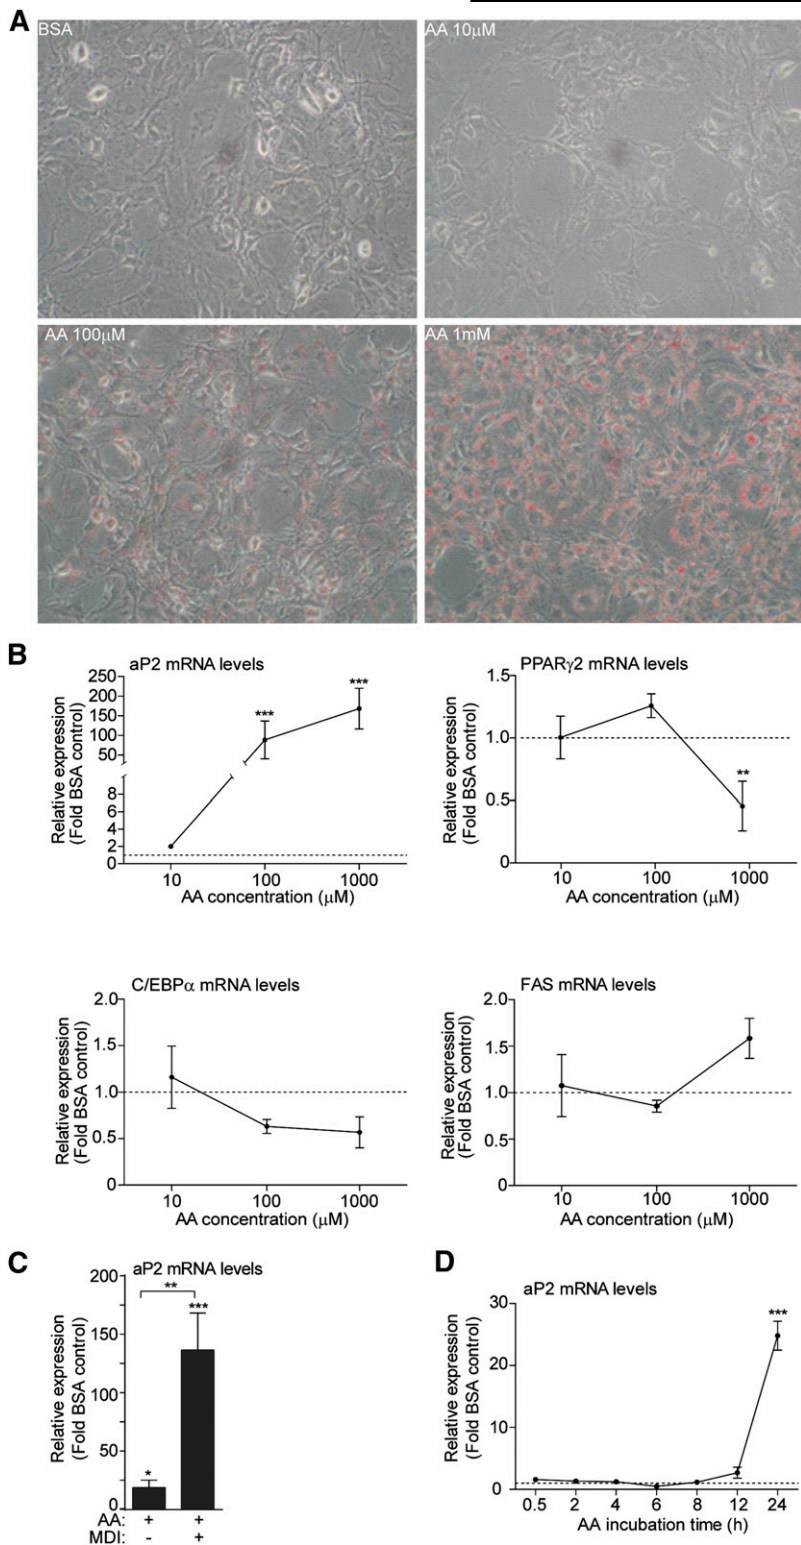 A
BSA
AA 10μM
AA 100μM
AA 1mM
B
aP2 mRNA levels
Relative expression
(Fold BSA control)
250
200
150
100
50
8
6
4
2
0
***
***
10 100 1000
AA concentration (μM)
PPARγ2 mRNA levels
Relative expression
(Fold BSA control)
1.5
1.0
0.5
0
**
10 100 1000
AA concentration (μM)
C/EBPα mRNA levels
Relative expression
(Fold BSA control)
2.0
1.5
1.0
0.5
0
10 100 1000
AA concentration (μM)
FAS mRNA levels
Relative expression
(Fold BSA control)
2.0
1.5
1.0
0.5
0
10 100 1000
AA concentration (μM)
C
aP2 mRNA levels
Relative expression
(Fold BSA control)
200
150
100
50
0
**
***
*
AA: + +
MDI: - +
D
aP2 mRNA levels
Relative expression
(Fold BSA control)
30
20
10
0
***
0.5 2 4 6 8 12 24
AA incubation time (h)